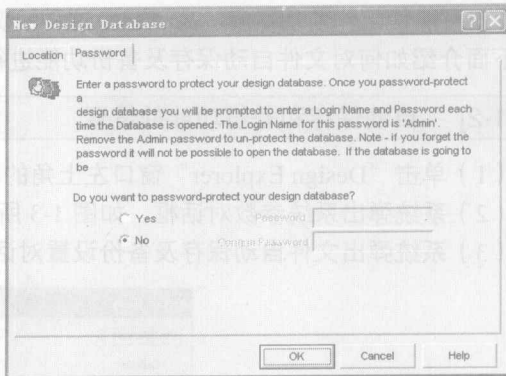 New Design Database
Location Password
Enter a password to protect your design database. Once you password-protect
a
design database you will be prompted to enter a Login Name and Password each
time the Database is opened. The Login Name for this password is 'Admin'.
Remove the Admin password to un-protect the database. Note - if you forget the
password it will not be possible to open the database. If the database is going to
be
Do you want to password-protect your design database?
Yes
Password
No
Confirm Password
OK Cancel Help